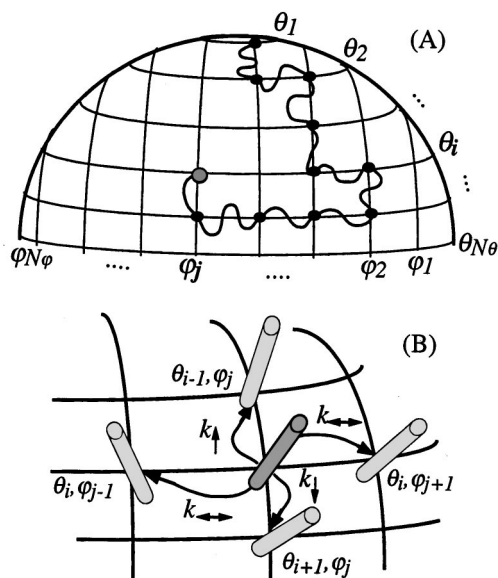 θ1
(A)
θ2
...
θi
...
φNφ
....
φj
....
φ2
φ1
θNθ
(B)
θi-1,φj
k↑
k↔
θi,φj-1
k↔
k↓
θi,φj+1
θi+1,φj